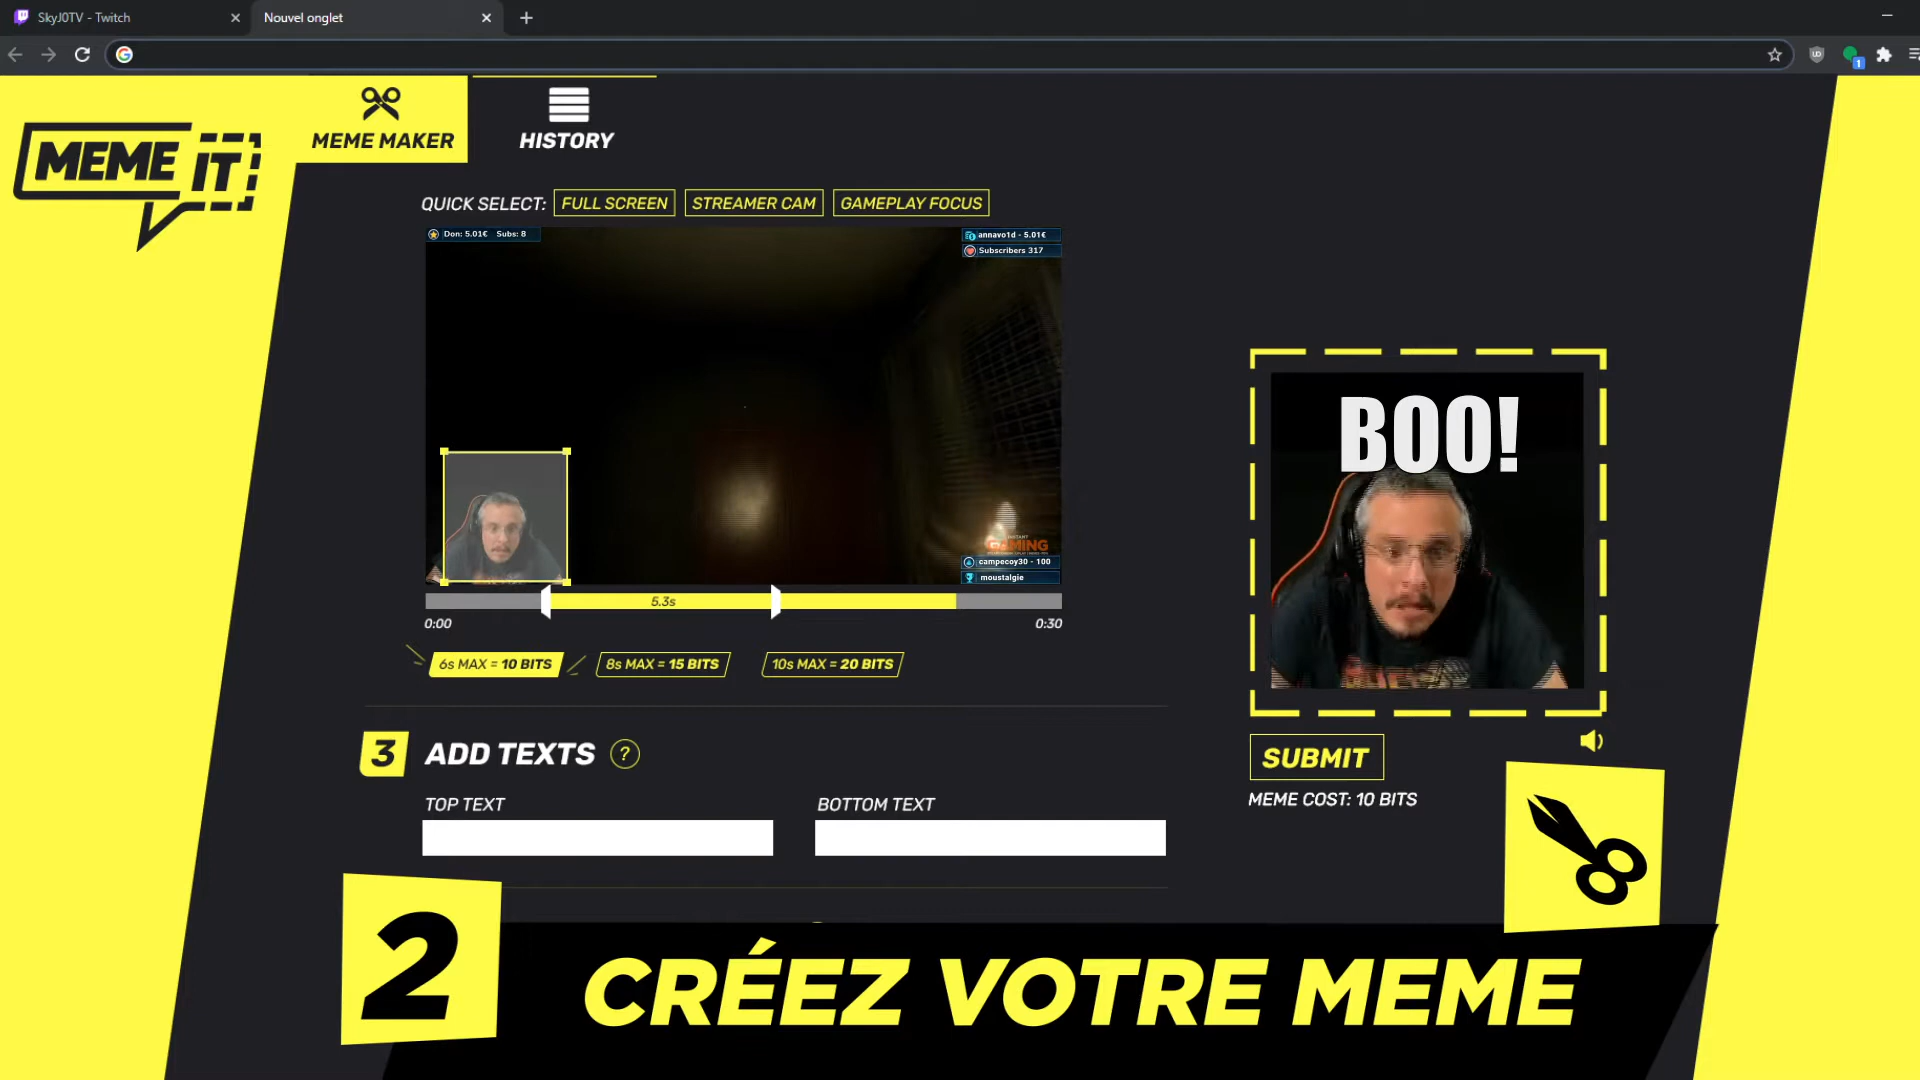 SkyJ0TV - Twitch
Nouvel onglet
MEME IT
MEME MAKER
HISTORY
QUICK SELECT: FULL SCREEN STREAMER CAM GAMEPLAY FOCUS
Don: 5.01€ Subs: 8
annavo1d - 5.01€
Subscribers 317
INSTANT
GAMING
campecoy30 - 100
moustalgie
5.3s
0:00 0:30
6s MAX = 10 BITS 8s MAX = 15 BITS 10s MAX = 20 BITS
BOO!
SUBMIT
MEME COST: 10 BITS
3 ADD TEXTS ?
TOP TEXT BOTTOM TEXT
2 CRÉEZ VOTRE MEME